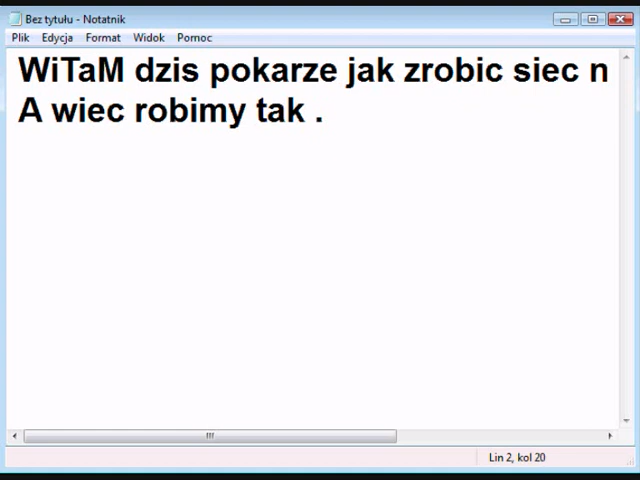 Bez tytułu - Notatnik
Plik Edycja Format Widok Pomoc
WiTaM dzis pokarze jak zrobic siec n
A wiec robimy tak .
Lin 2, kol 20